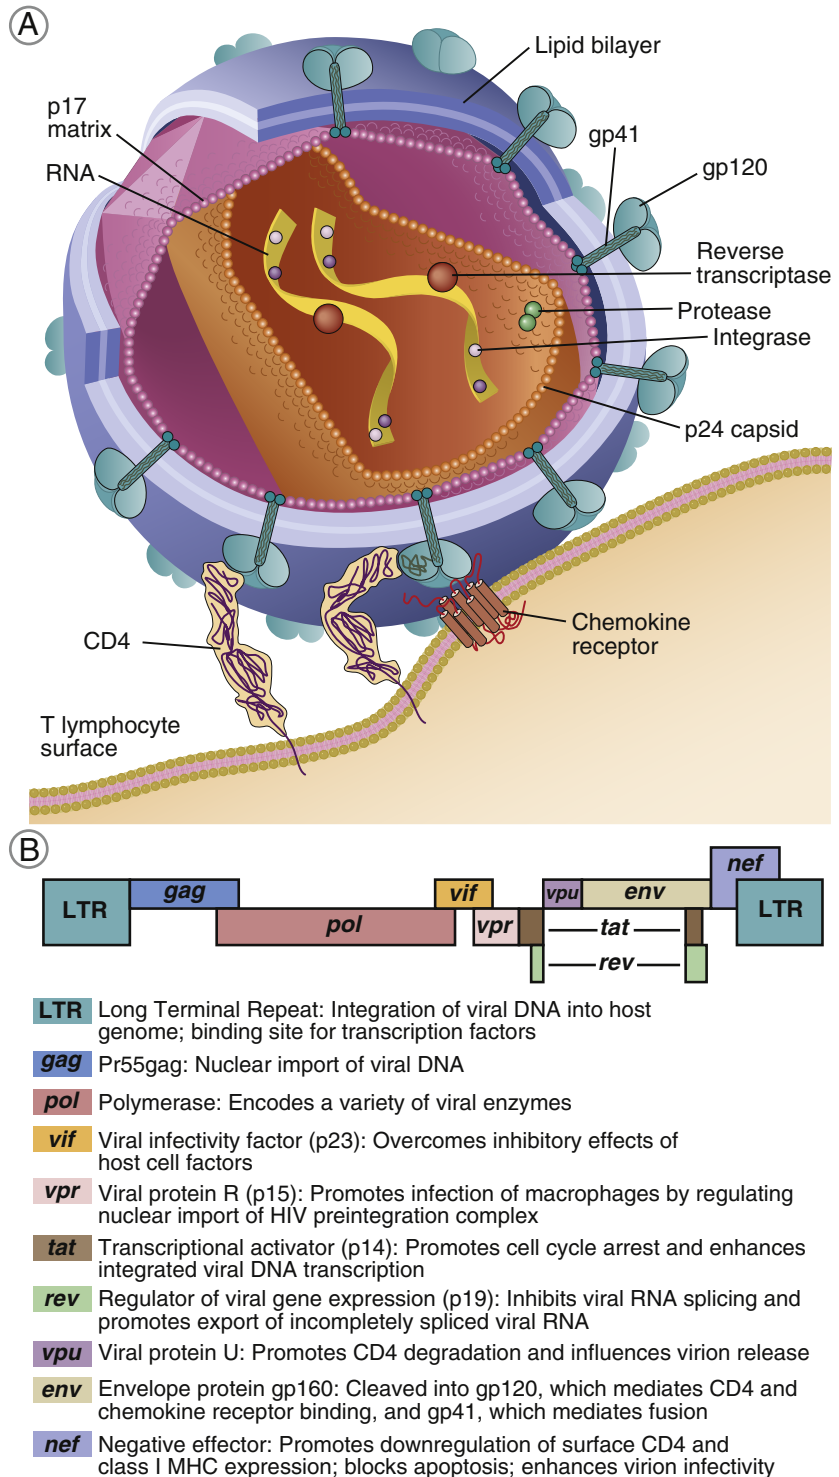 A
Lipid bilayer
p17
matrix
gp41
RNA
gp120
Reverse
transcriptase
Protease
Integrase
p24 capsid
Chemokine
receptor
CD4
T lymphocyte
surface
B
LTR
gag
pol
vif
vpr
vpu
env
tat
rev
nef
LTR
LTR Long Terminal Repeat: Integration of viral DNA into host
genome; binding site for transcription factors
gag Pr55gag: Nuclear import of viral DNA
pol Polymerase: Encodes a variety of viral enzymes
vif Viral infectivity factor (p23): Overcomes inhibitory effects of
host cell factors
vpr Viral protein R (p15): Promotes infection of macrophages by regulating
nuclear import of HIV preintegration complex
tat Transcriptional activator (p14): Promotes cell cycle arrest and enhances
integrated viral DNA transcription
rev Regulator of viral gene expression (p19): Inhibits viral RNA splicing and
promotes export of incompletely spliced viral RNA
vpu Viral protein U: Promotes CD4 degradation and influences virion release
env Envelope protein gp160: Cleaved into gp120, which mediates CD4 and
chemokine receptor binding, and gp41, which mediates fusion
nef Negative effector: Promotes downregulation of surface CD4 and
class I MHC expression; blocks apoptosis; enhances virion infectivity